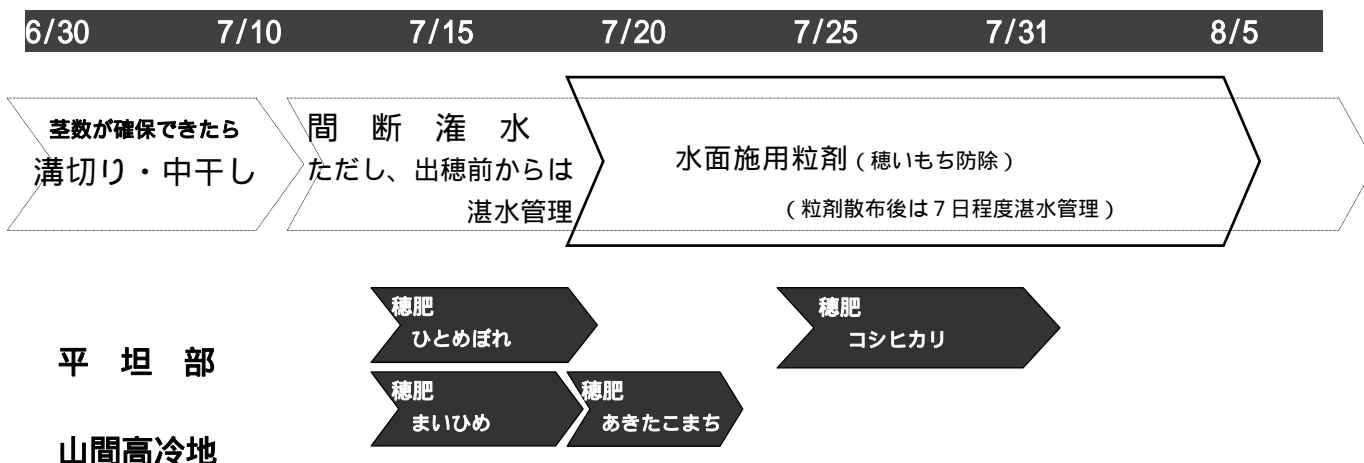 6/30 7/10 7/15 7/20 7/25 7/31 8/5
茎数が確保できたら
溝切り・中干し
間断潅水
ただし、出穂前からは
湛水管理
水面施用粒剤(穂いもち防除)
(粒剤散布後は7日程度湛水管理)
穂肥
ひとめぼれ
穂肥
コシヒカリ
平坦部
穂肥
まいひめ
穂肥
あきたこまち
山間高冷地